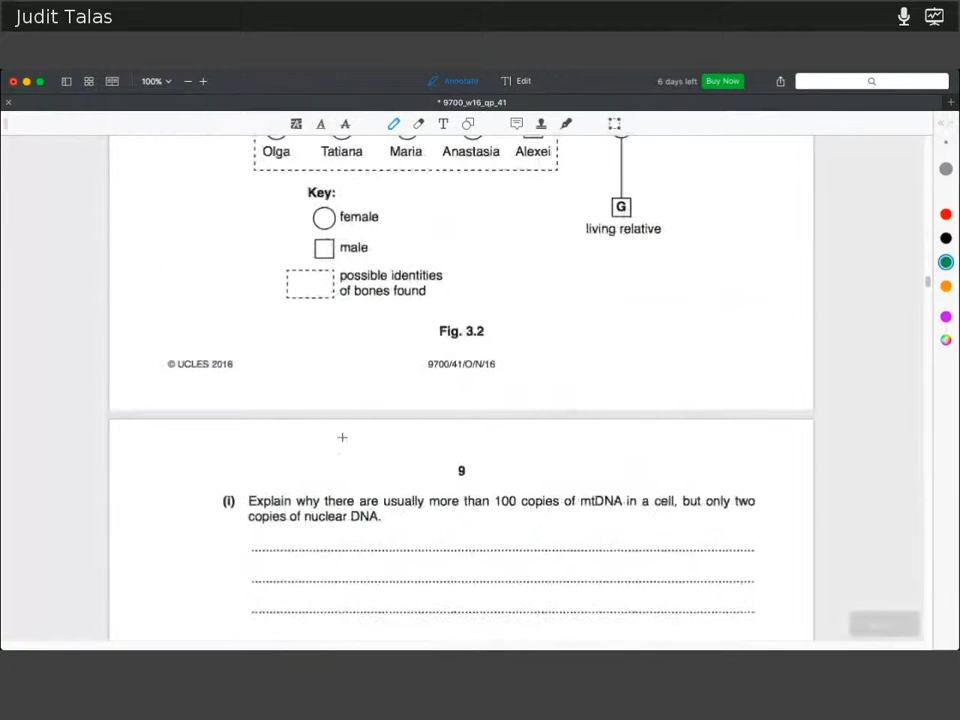 Judit Talas
100%
Annotate
Edit
6 days left
Buy Now
* 9700_w16_qp_41
Olga Tatiana Maria Anastasia Alexei
Key:
female
male
possible identities
of bones found
G
living relative
Fig. 3.2
© UCLES 2016
9700/41/O/N/16
9
(i) Explain why there are usually more than 100 copies of mtDNA in a cell, but only two
copies of nuclear DNA.